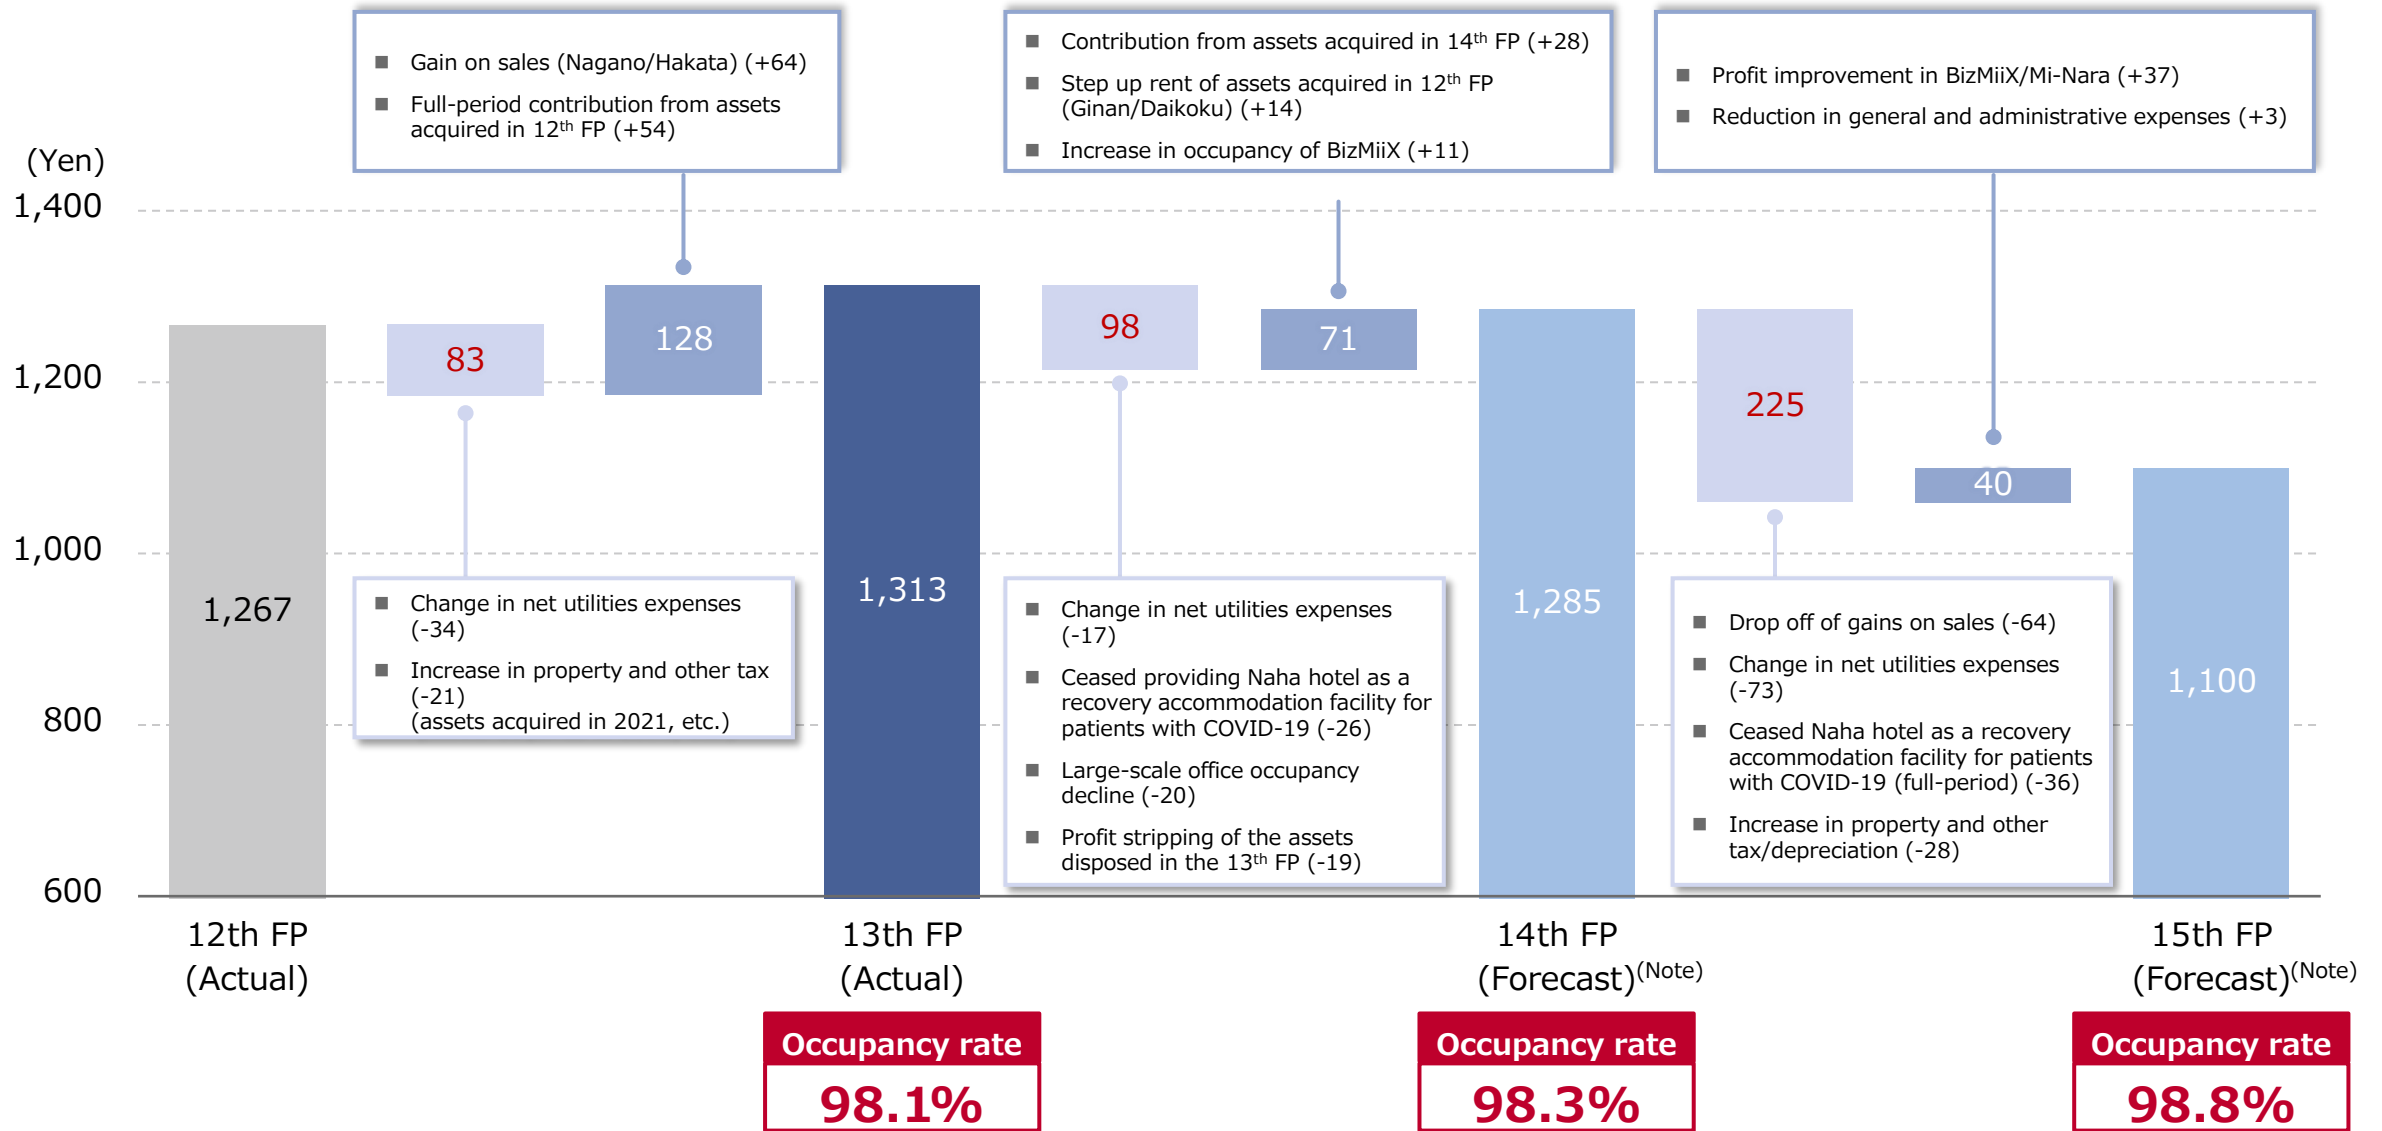 ■ Gain on sales (Nagano/Hakata) (+64)
■ Full-period contribution from assets
acquired in 12th FP (+54)
■ Contribution from assets acquired in 14th FP (+28)
■ Step up rent of assets acquired in 12th FP
(Ginan/Daikoku) (+14)
■ Increase in occupancy of BizMiiX (+11)
■ Profit improvement in BizMiiX/Mi-Nara (+37)
■ Reduction in general and administrative expenses (+3)
(Yen)
1,400
1,200
1,000
800
600
1,267
83
128
1,313
98
71
1,285
225
40
1,100
■ Change in net utilities expenses
(-34)
■ Increase in property and other tax
(-21)
(assets acquired in 2021, etc.)
■ Change in net utilities expenses
(-17)
■ Ceased providing Naha hotel as a
recovery accommodation facility for
patients with COVID-19 (-26)
■ Large-scale office occupancy
decline (-20)
■ Profit stripping of the assets
disposed in the 13th FP (-19)
■ Drop off of gains on sales (-64)
■ Change in net utilities expenses
(-73)
■ Ceased Naha hotel as a recovery
accommodation facility for patients
with COVID-19 (full-period) (-36)
■ Increase in property and other
tax/depreciation (-28)
12th FP
(Actual)
13th FP
(Actual)
14th FP
(Forecast)(Note)
15th FP
(Forecast)(Note)
Occupancy rate
98.1%
Occupancy rate
98.3%
Occupancy rate
98.8%